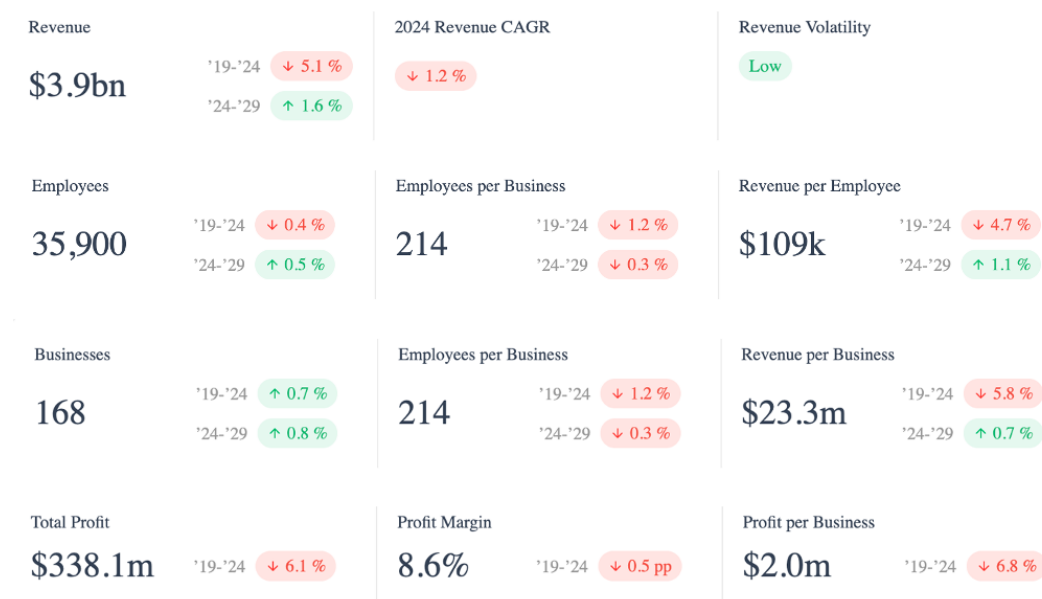 Revenue
$3.9bn
'19-'24 ↓ 5.1 %
'24-'29 ↑ 1.6 %
2024 Revenue CAGR
↓ 1.2 %
Revenue Volatility
Low
Employees
35,900
'19-'24 ↓ 0.4 %
'24-'29 ↑ 0.5 %
Employees per Business
214
'19-'24 ↓ 1.2 %
'24-'29 ↓ 0.3 %
Revenue per Employee
$109k
'19-'24 ↓ 4.7 %
'24-'29 ↑ 1.1 %
Businesses
168
'19-'24 ↑ 0.7 %
'24-'29 ↑ 0.8 %
Employees per Business
214
'19-'24 ↓ 1.2 %
'24-'29 ↓ 0.3 %
Revenue per Business
$23.3m
'19-'24 ↓ 5.8 %
'24-'29 ↑ 0.7 %
Total Profit
$338.1m
'19-'24 ↓ 6.1 %
Profit Margin
8.6%
'19-'24 ↓ 0.5 pp
Profit per Business
$2.0m
'19-'24 ↓ 6.8 %